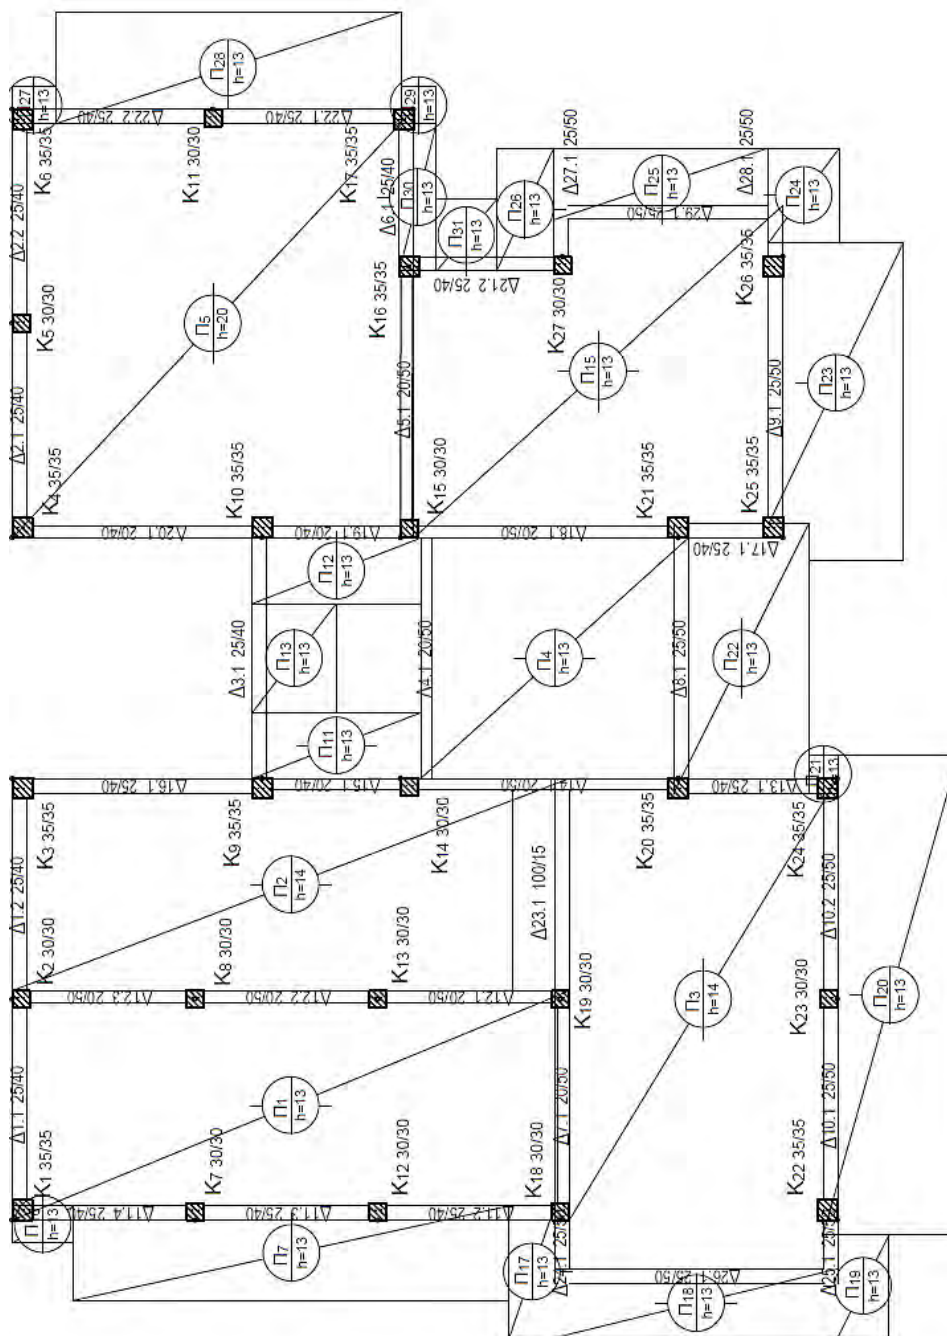 Π28
h=13
27
h=13
29
h=13
Δ22.2 25/40
Δ22.1 25/40
K6 35/35
K11 30/30
K17 35/35
Δ2.2 25/40
Δ6.1 25/40
Π30
h=13
Π31
h=13
Π26
h=13
Δ27.1 25/50
Π25
h=13
Δ28.1 25/50
Π24
h=13
Δ29.1 25/50
K5 30/30
Π5
h=20
K16 35/35
Δ21.2 25/40
K27 30/30
K26 35/35
Δ2.1 25/40
Δ5.1 20/50
Π15
h=13
Δ9.1 25/50
Π23
h=13
K4 35/35
K10 35/35
K15 30/30
K21 35/35
K25 35/35
Δ20.1 20/40
Δ19.1 20/40
Δ18.1 20/50
Δ17.1 25/40
Π12
h=13
Δ3.1 25/40
Π13
h=13
Δ4.1 20/50
Π4
h=13
Δ8.1 25/50
Π22
h=13
Π11
h=13
Δ16.1 25/40
Δ15.1 20/40
20/50
Δ13.1 25/40
21
K3 35/35
K9 35/35
K14 30/30
K20 35/35
K24 35/35
Δ1.2 25/40
Π2
h=14
Δ23.1 100/15
Δ10.2 25/50
K2 30/30
K8 30/30
K13 30/30
K19 30/30
K23 30/30
Δ12.3 20/50
Δ12.2 20/50
Δ12.1 20/50
Π3
h=14
Π20
h=13
Δ1.1 25/40
Π1
h=13
Δ7.1 20/50
Δ10.1 25/50
K1 35/35
K7 30/30
K12 30/30
K18 30/30
K22 35/35
Δ11.4 25/40
Δ11.3 25/40
Δ11.2 25/40
h=13
Π7
h=13
Π17
h=13
Δ26.1 25/50
Π18
h=13
Π19
h=13